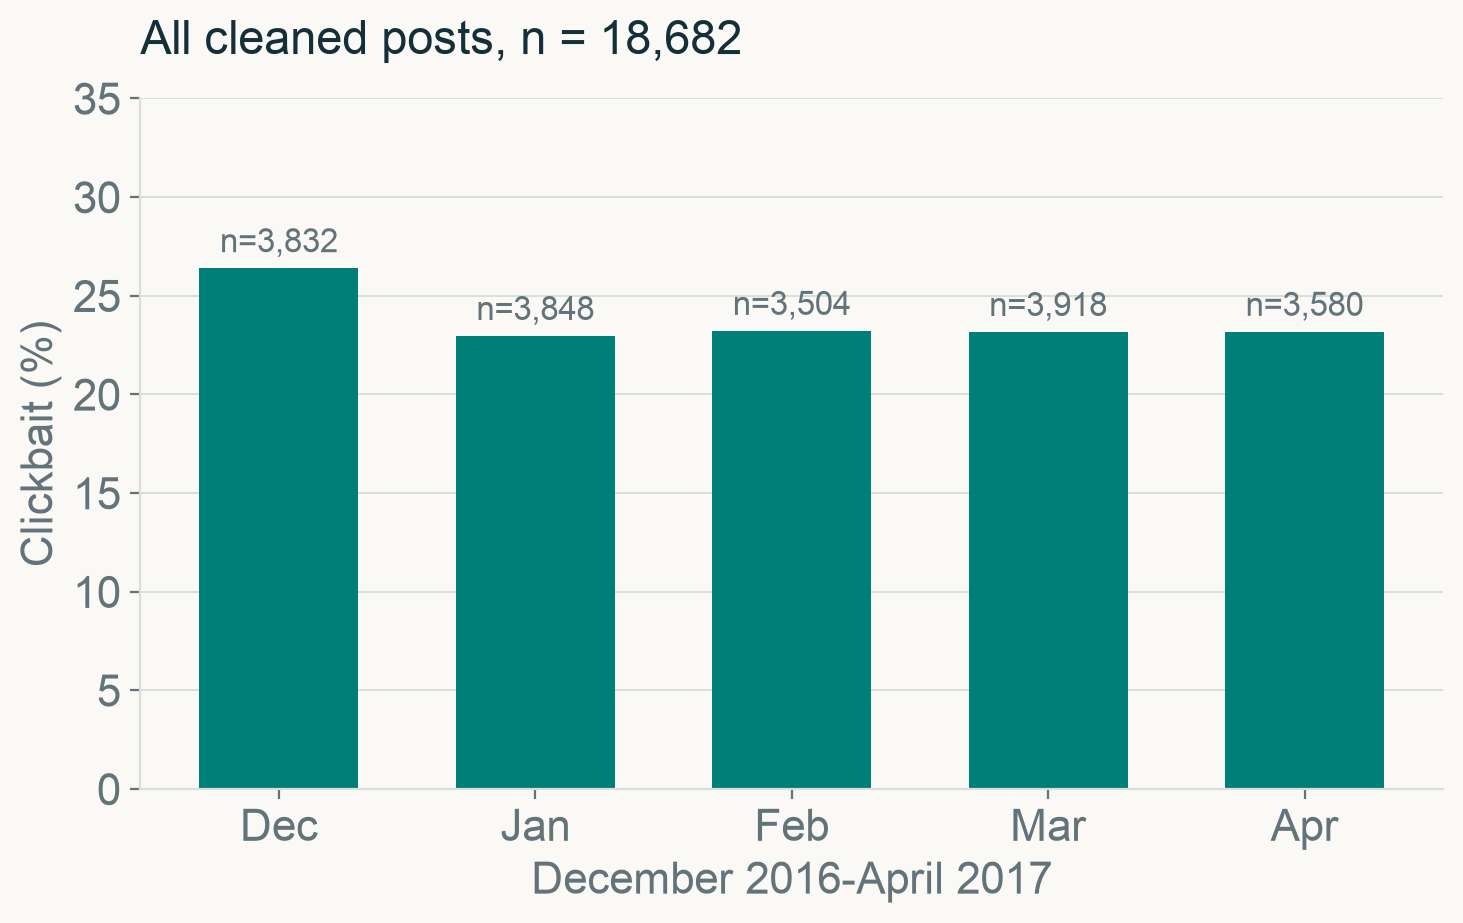 All cleaned posts, n = 18,682
Clickbait (%)
35
30
25
20
15
10
5
0
n=3,832
n=3,848
n=3,504
n=3,918
n=3,580
Dec
Jan
Feb
Mar
Apr
December 2016-April 2017